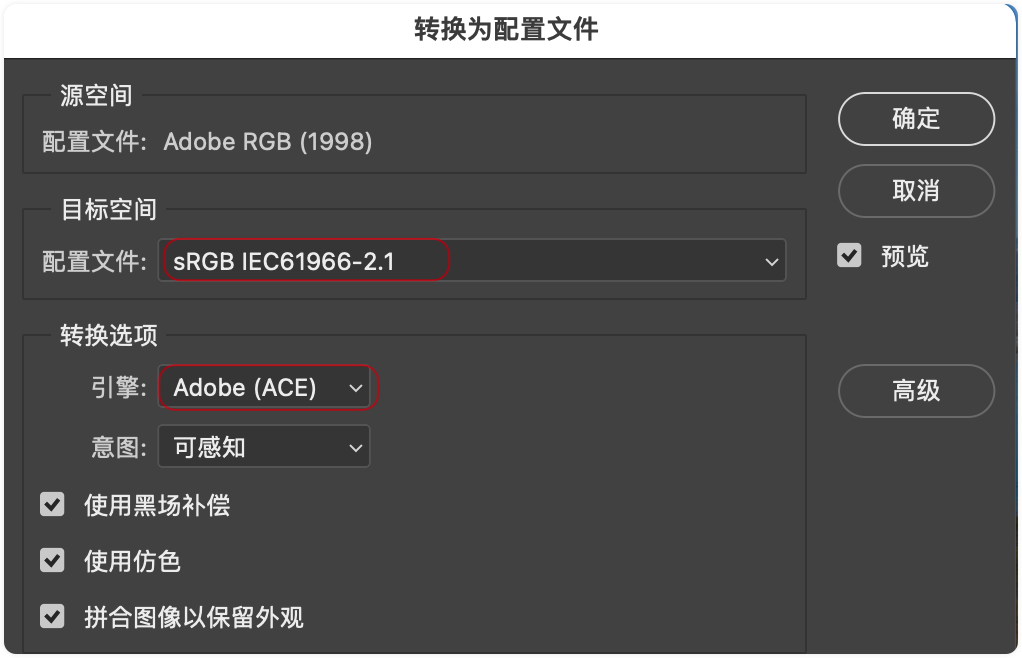 转换为配置文件
源空间
配置文件: Adobe RGB (1998)
目标空间
配置文件: sRGB IEC61966-2.1
转换选项
引擎: Adobe (ACE)
意图: 可感知
使用黑场补偿
使用仿色
拼合图像以保留外观
确定
取消
预览
高级